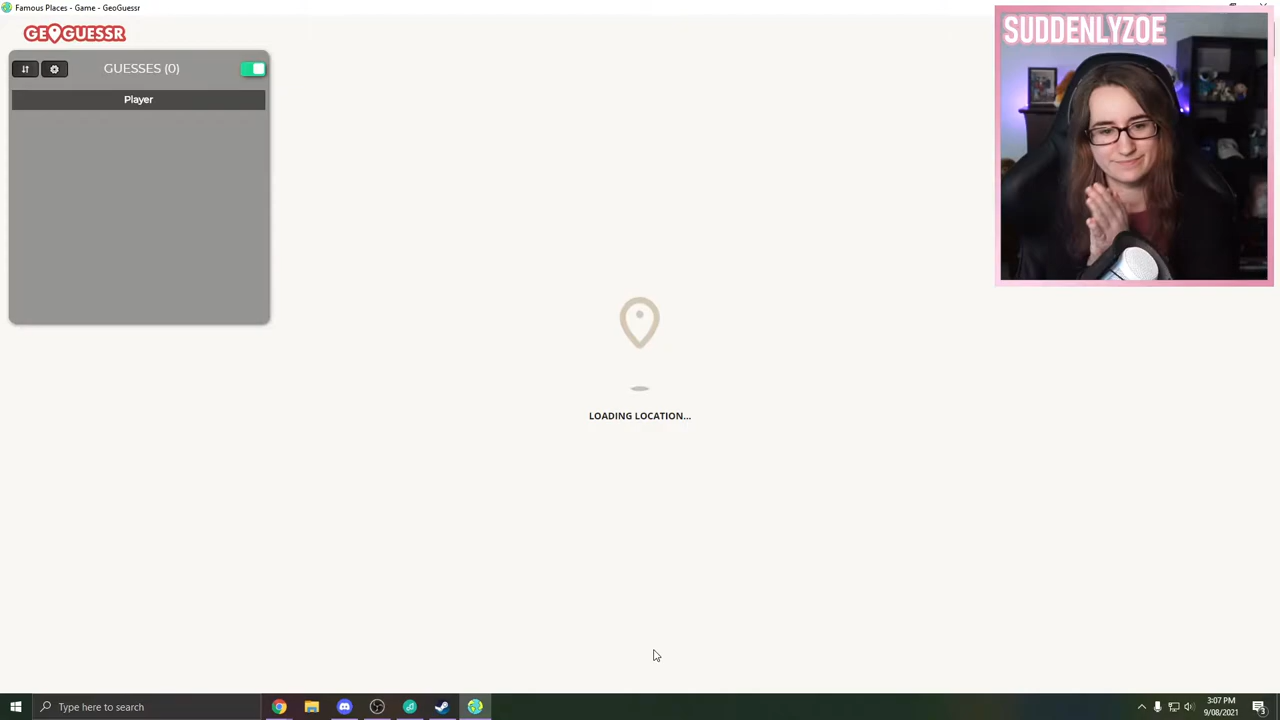 Famous Places - Game - GeoGuessr
GEOGUESSR
SUDDENLYZOE
GUESSES (0)
Player
LOADING LOCATION...
Type here to search
3:07 PM
9/08/2021
3